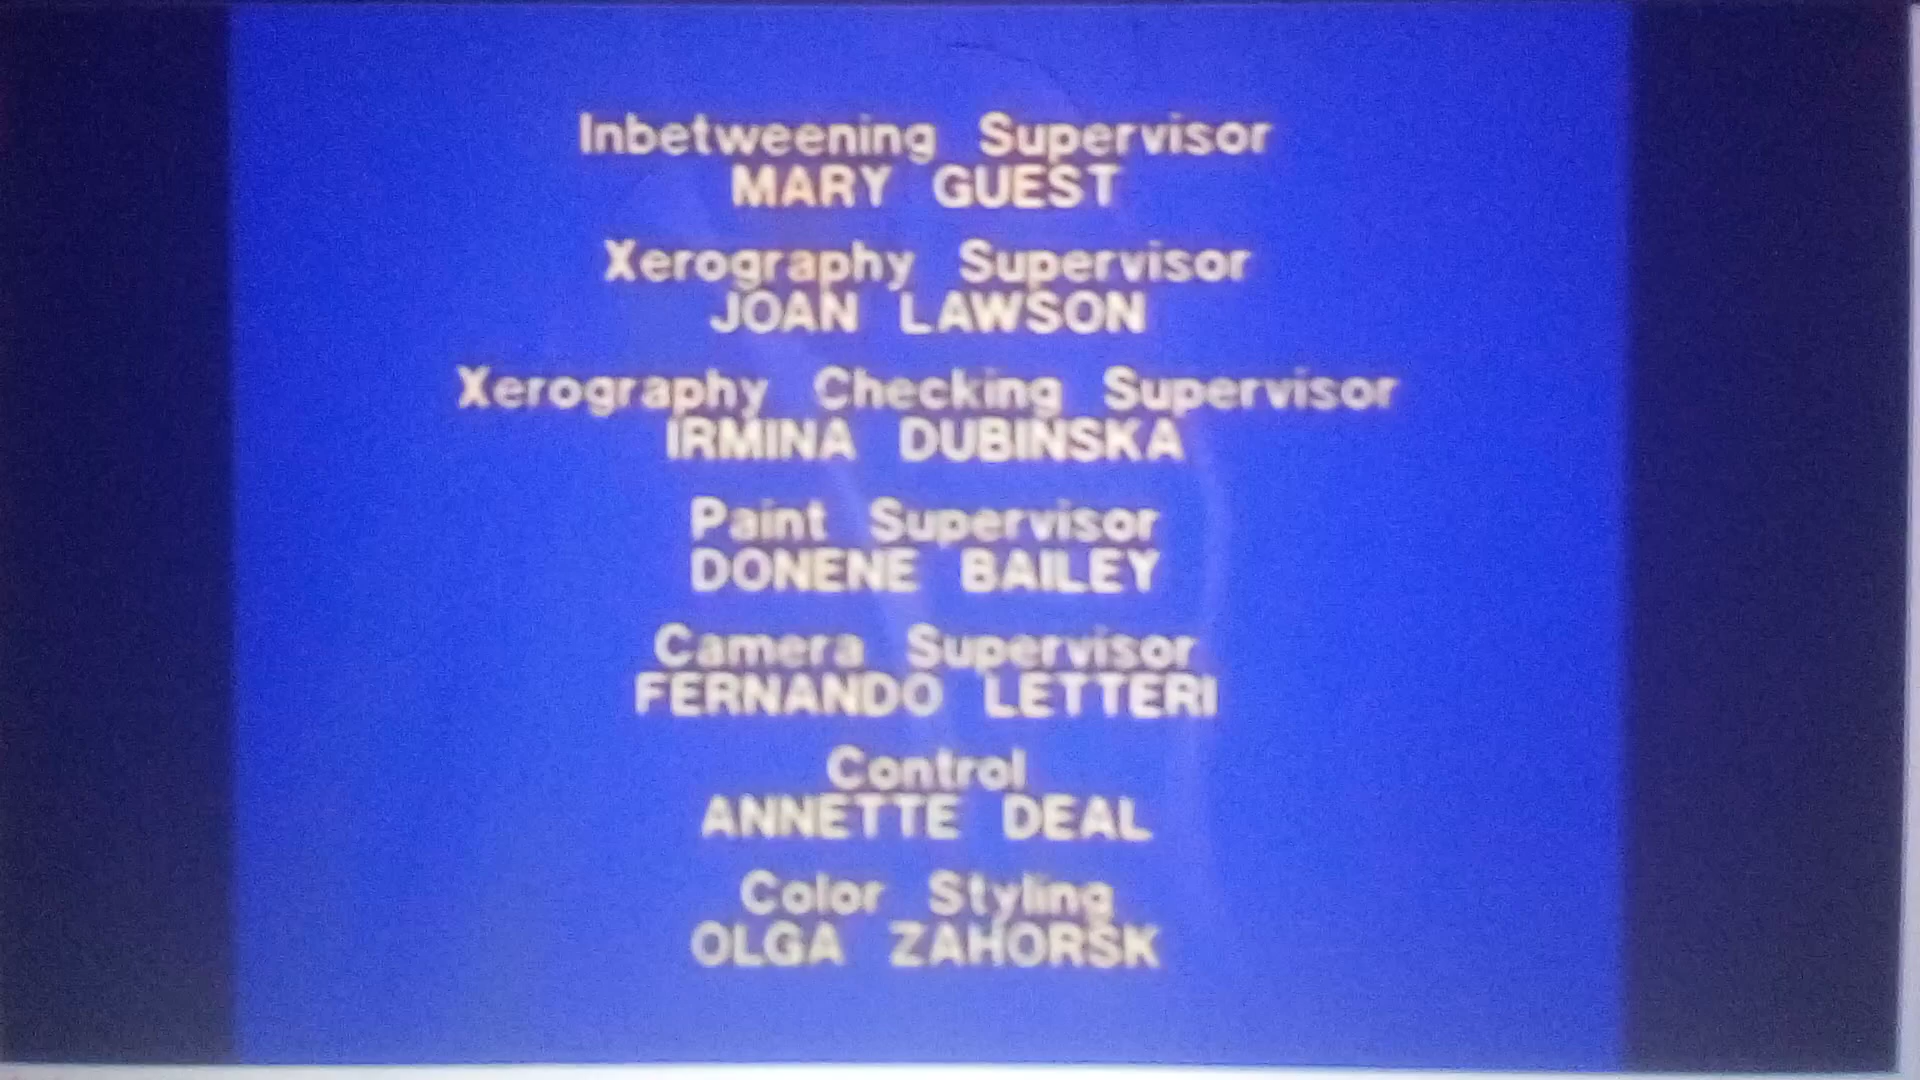 Inbetweening Supervisor
MARY GUEST
Xerography Supervisor
JOAN LAWSON
Xerography Checking Supervisor
IRMINA DUBINSKA
Paint Supervisor
DONENE BAILEY
Camera Supervisor
FERNANDO LETTERI
Control
ANNETTE DEAL
Color Styling
OLGA ZAHORSK